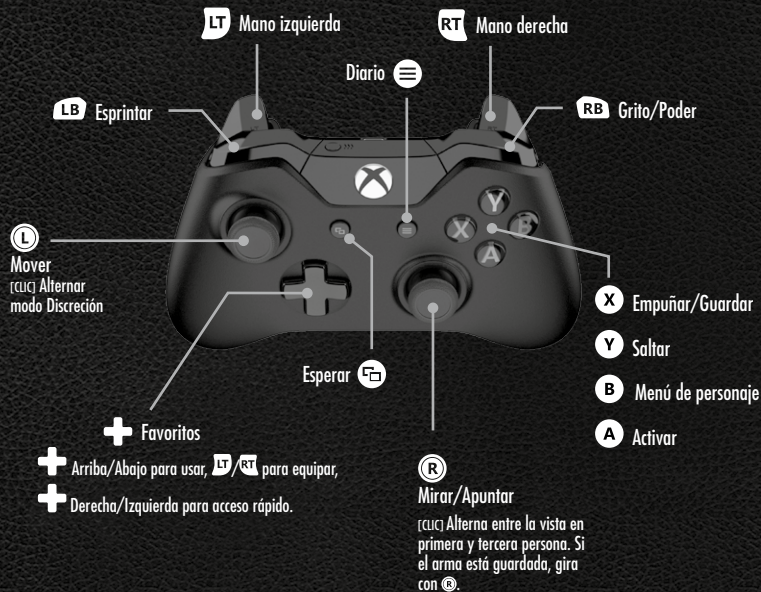 LT Mano izquierda
RT Mano derecha
Diario
LB Esprintar
RB Grito/Poder
L
Mover
[CLIC] Alternar
modo Discreción
Y
X B
A
X Empuñar/Guardar
Y Saltar
B Menú de personaje
A Activar
Esperar
Favoritos
Arriba/Abajo para usar, LT/RT para equipar,
Derecha/Izquierda para acceso rápido.
R
Mirar/Apuntar
[CLIC] Alterna entre la vista en
primera y tercera persona. Si
el arma está guardada, gira
con R.